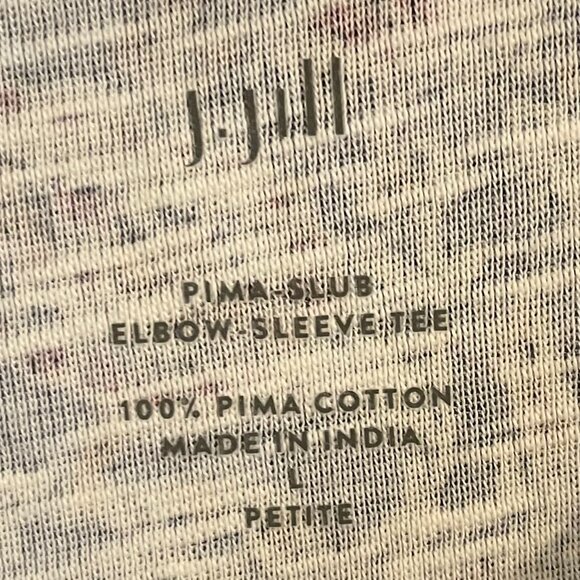 J.Jill
PIMA-SLUB
ELBOW-SLEEVE TEE
100% PIMA COTTON
MADE IN INDIA
L
PETITE